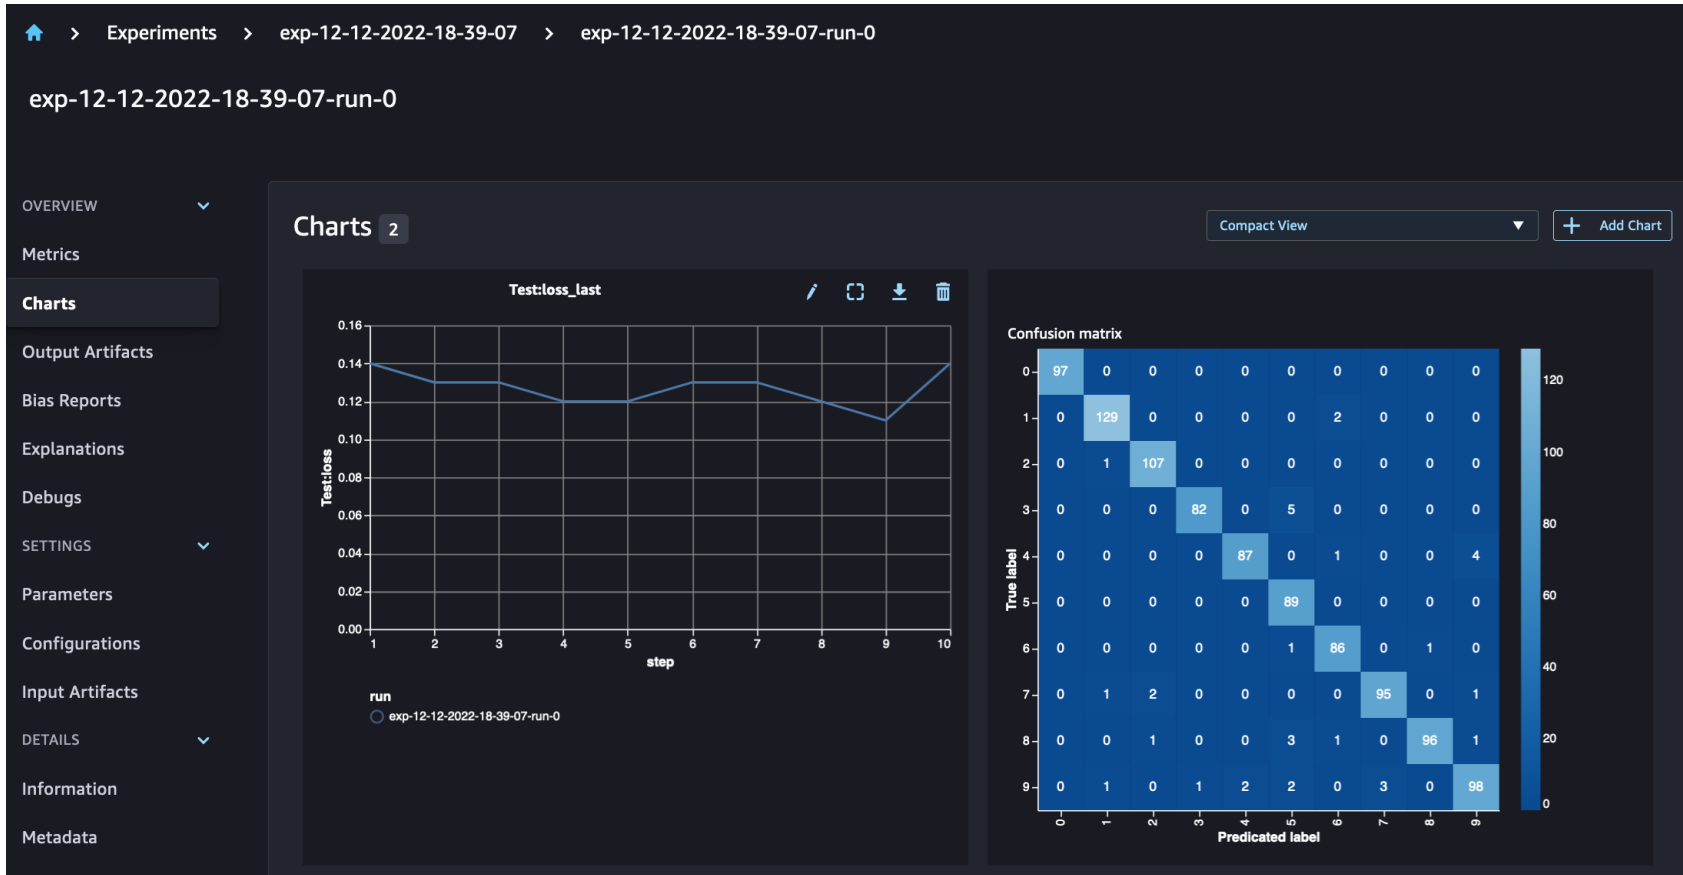 Experiments
exp-12-12-2022-18-39-07
exp-12-12-2022-18-39-07-run-0
exp-12-12-2022-18-39-07-run-0
OVERVIEW
Metrics
Charts
Output Artifacts
Bias Reports
Explanations
Debugs
SETTINGS
Parameters
Configurations
Input Artifacts
DETAILS
Information
Metadata
Charts 2
Compact View
Add Chart
Test:loss_last
0.16
0.14
0.12
0.10
0.08
0.06
0.04
0.02
0.00
Test:loss
1 2 3 4 5 6 7 8 9 10
step
run
exp-12-12-2022-18-39-07-run-0
Confusion matrix
True label
0 97 0 0 0 0 0 0 0 0 0
1 0 129 0 0 0 0 2 0 0 0
2 0 1 107 0 0 0 0 0 0 0
3 0 0 0 82 0 5 0 0 0 0
4 0 0 0 0 87 0 1 0 0 4
5 0 0 0 0 0 89 0 0 0 0
6 0 0 0 0 0 1 86 0 1 0
7 0 1 2 0 0 0 0 95 0 1
8 0 0 1 0 0 3 1 0 96 1
9 0 1 0 1 2 2 0 3 0 98
0 1 2 3 4 5 6 7 8 9
Predicated label
120
100
80
60
40
20
0